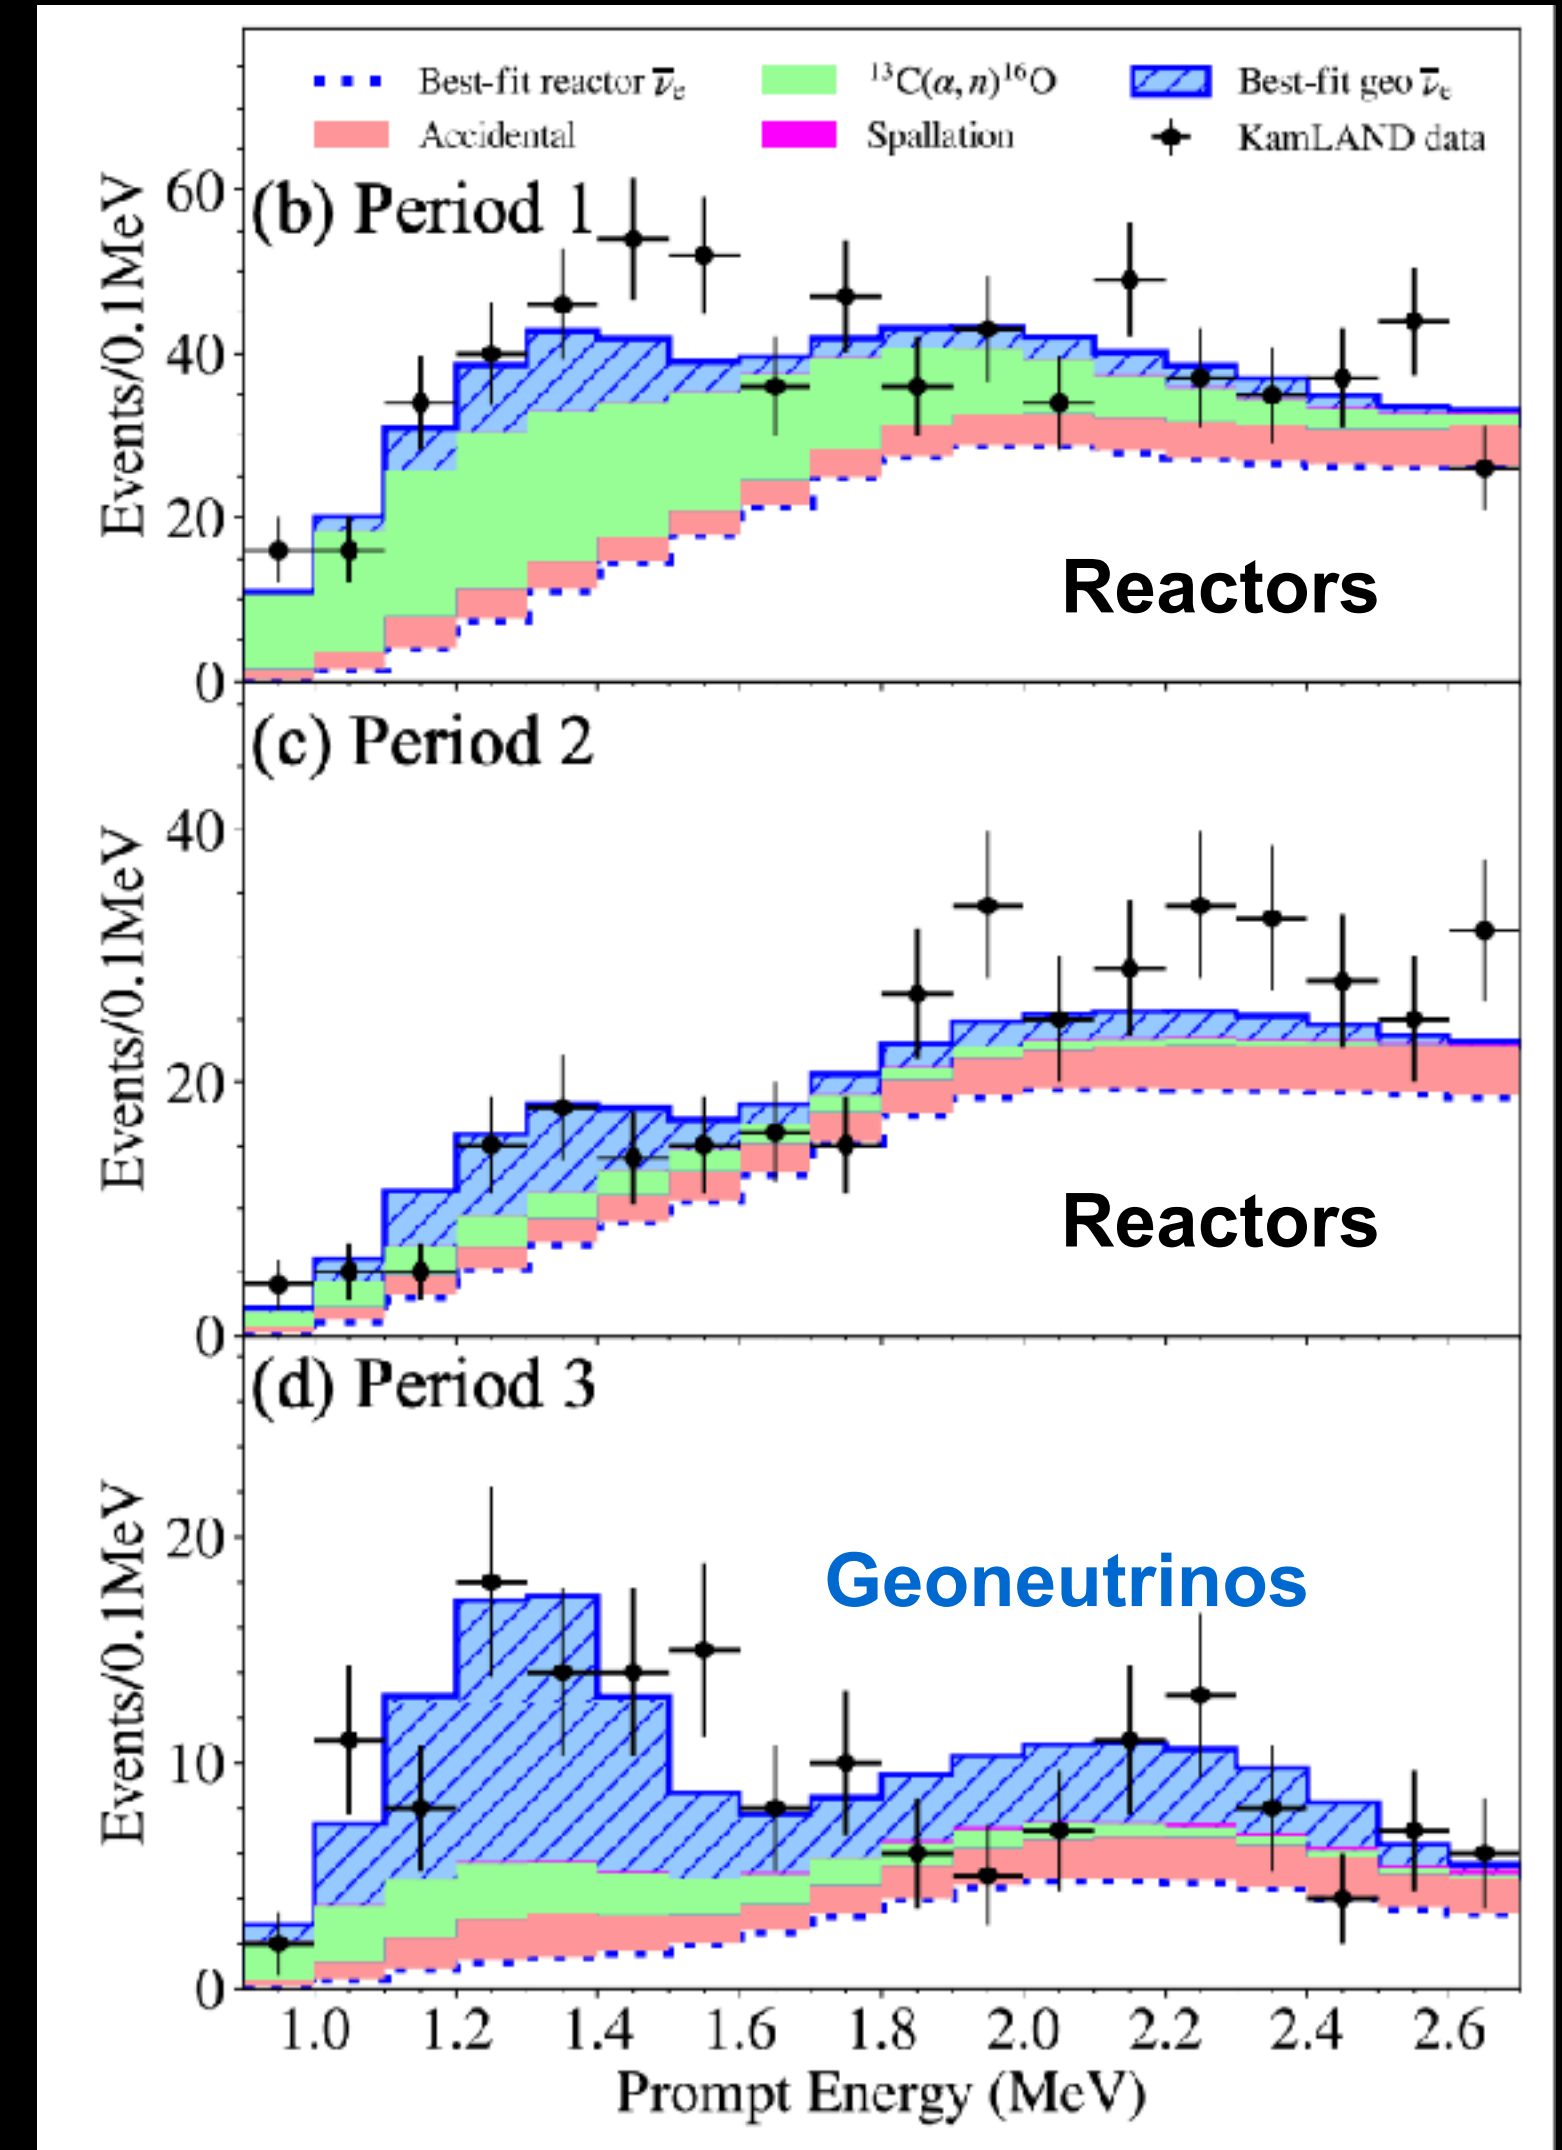 Best-fit reactor ν̅e
¹³C(α, n)¹⁶O
Best-fit geo ν̅e
Accidental
Spallation
KamLAND data
(b) Period 1
Events/0.1MeV
60
40
20
0
Reactors
(c) Period 2
Events/0.1MeV
40
20
0
Reactors
(d) Period 3
Events/0.1MeV
20
10
0
Geoneutrinos
1.0 1.2 1.4 1.6 1.8 2.0 2.2 2.4 2.6
Prompt Energy (MeV)